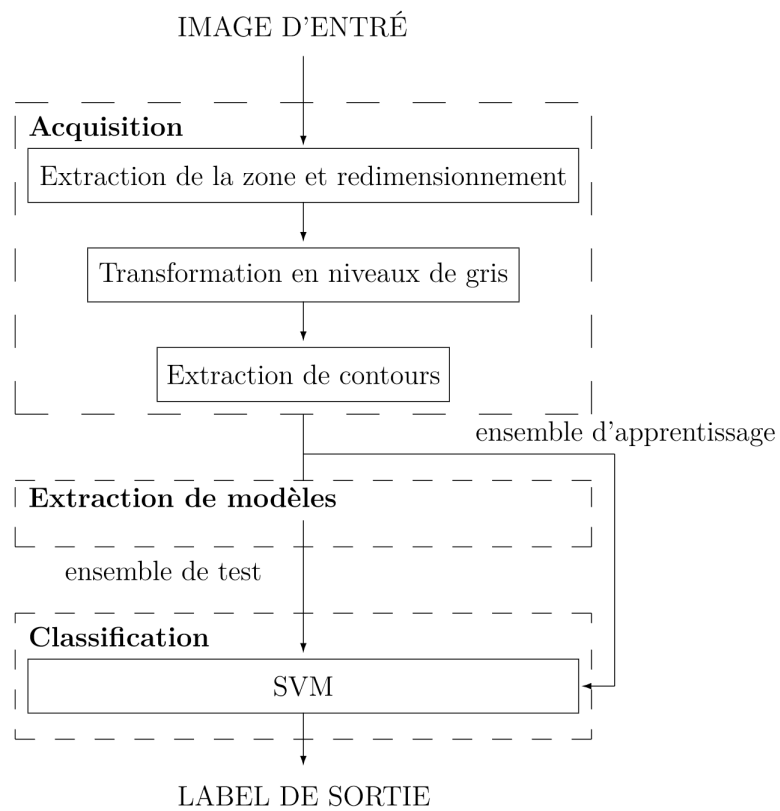 IMAGE D'ENTRÉ
Acquisition
Extraction de la zone et redimensionnement
Transformation en niveaux de gris
Extraction de contours
ensemble d'apprentissage
Extraction de modèles
ensemble de test
Classification
SVM
LABEL DE SORTIE